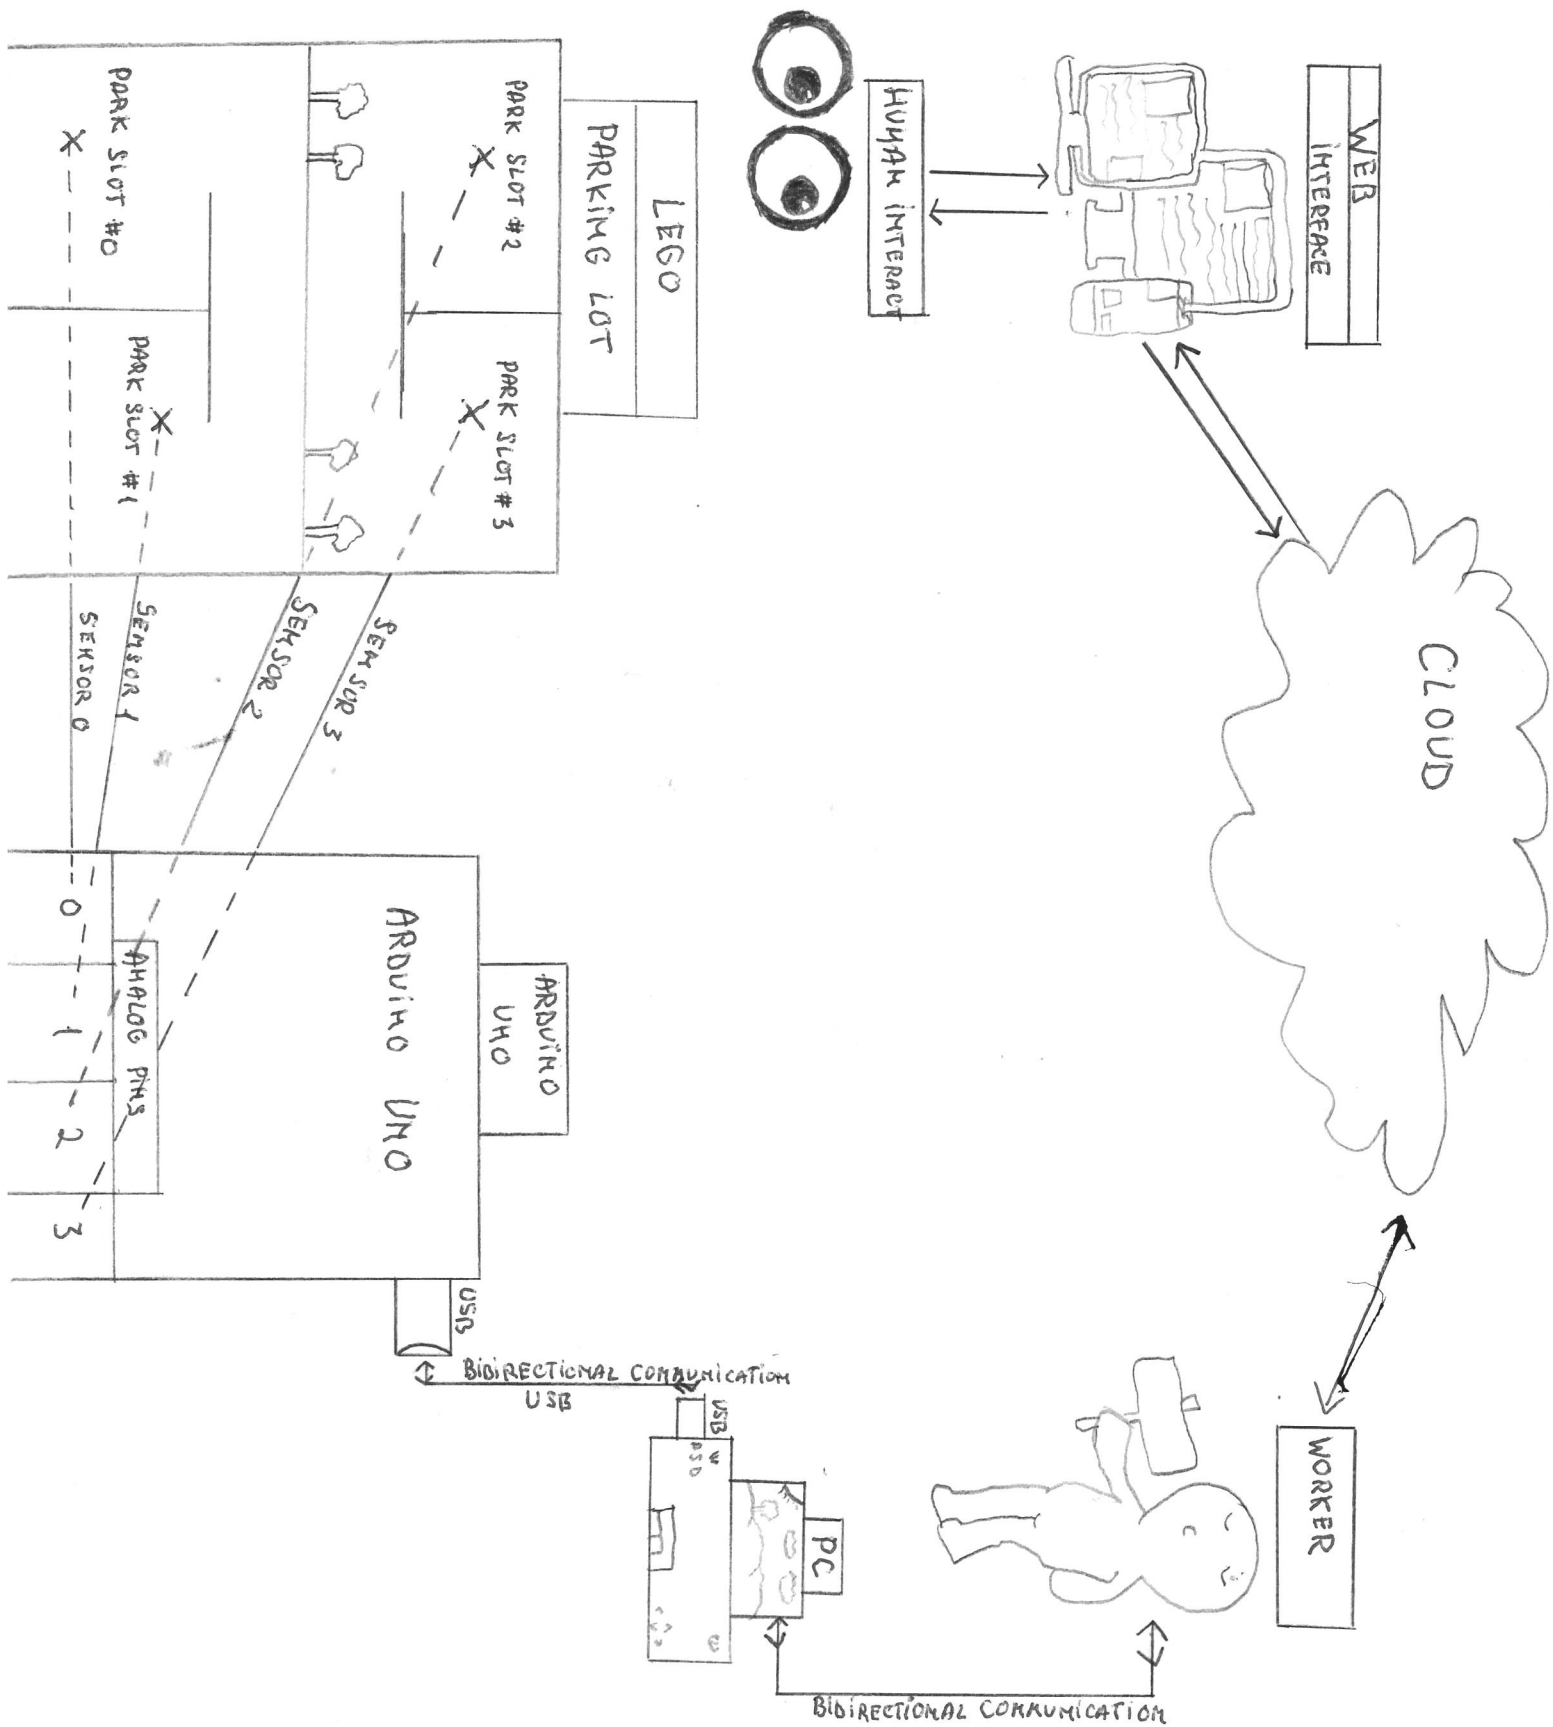 WEB
INTERFACE
CLOUD
WORKER
HUMAN INTERACT
BIDIRECTIONAL COMMUNICATION
PC
USB
W
ASD
BIDIRECTIONAL COMMUNICATION
USB
USB
LEGO
PARKING LOT
PARK SLOT #2
PARK SLOT #3
PARK SLOT #0
PARK SLOT #1
SENSOR 3
SENSOR 2
SENSOR 1
SENSOR 0
ARDUINO
UNO
ARDUINO UNO
ANALOG PINS
0 1 2 3